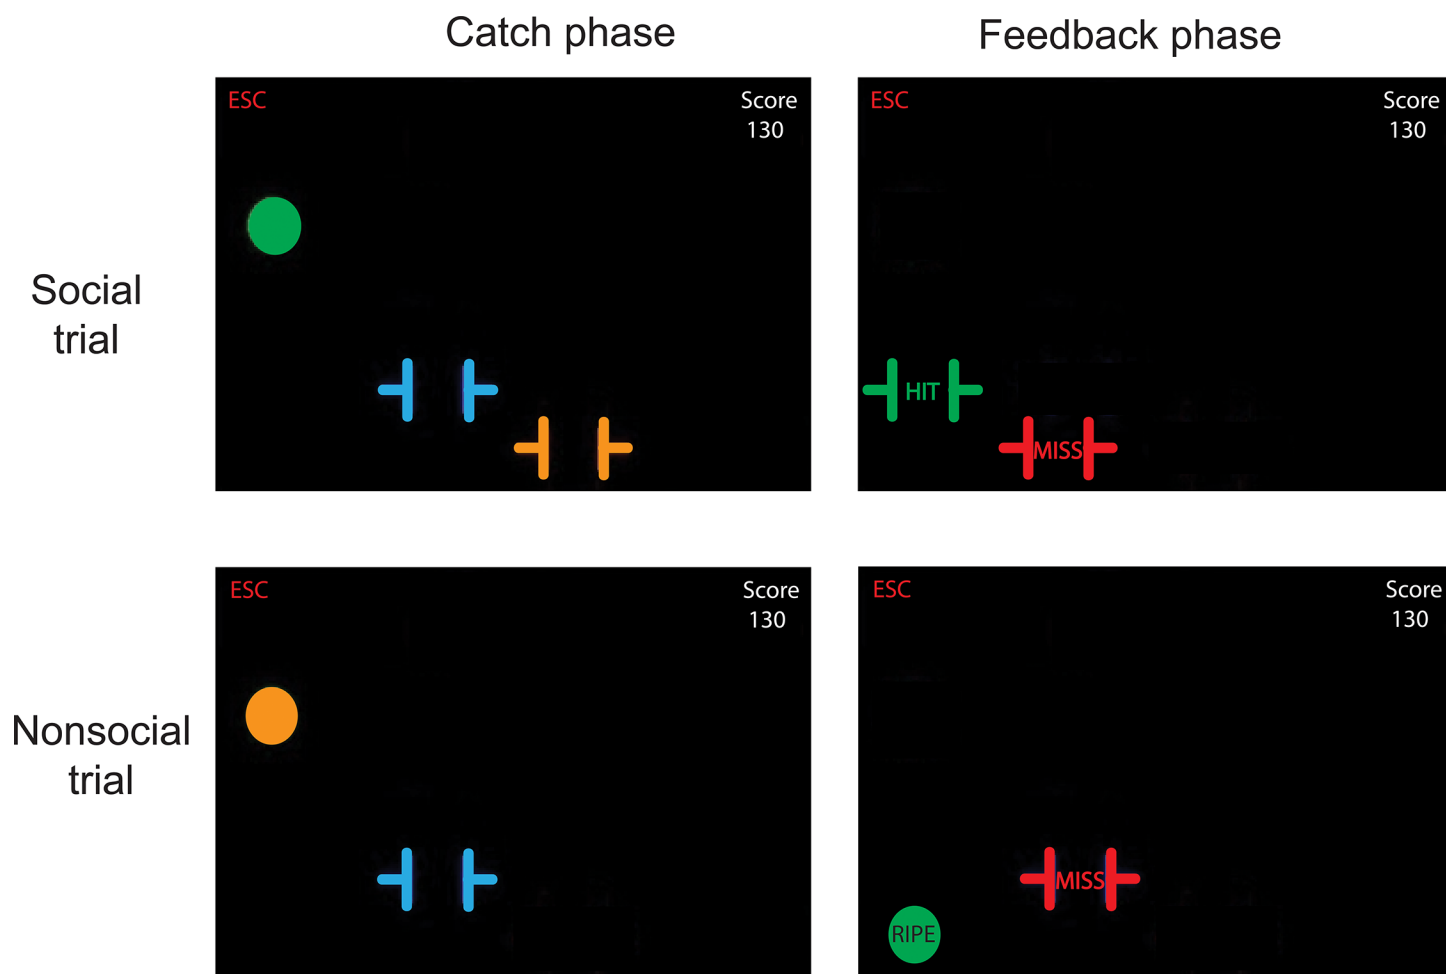 Catch phase
Feedback phase
Social
trial
ESC
Score
130
ESC
Score
130
HIT
MISS
Nonsocial
trial
ESC
Score
130
ESC
Score
130
MISS
RIPE